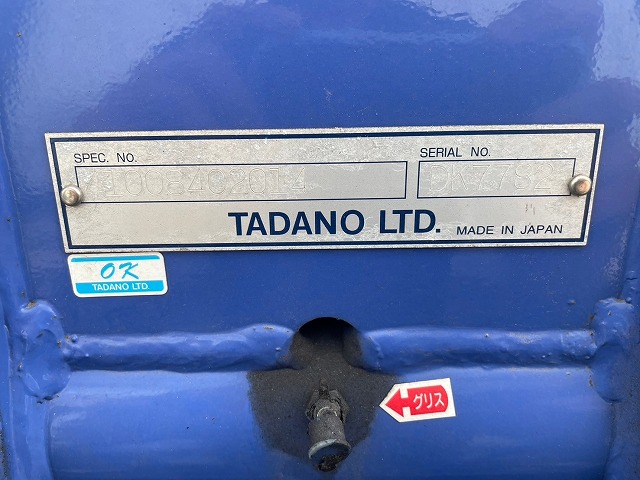 SPEC. NO.
SERIAL NO.
TADANO LTD. MADE IN JAPAN
OK
TADANO LTD.
グリス